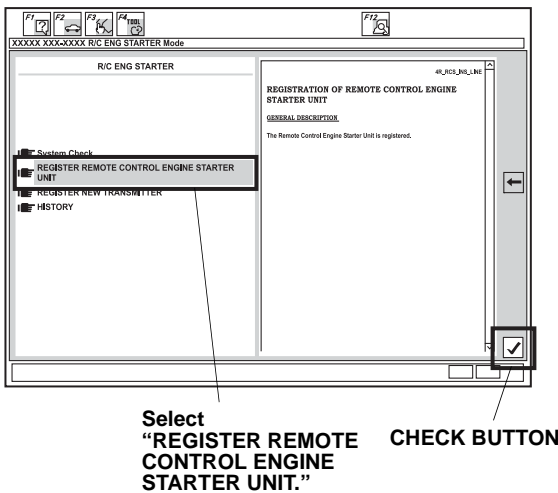 F1 F2 F3 F4 TOOL F12
XXXXX XXX-XXXX R/C ENG STARTER Mode
R/C ENG STARTER
System Check
REGISTER REMOTE CONTROL ENGINE STARTER
UNIT
REGISTER NEW TRANSMITTER
HISTORY
4R_RCS_INS_LINE
REGISTRATION OF REMOTE CONTROL ENGINE
STARTER UNIT
GENERAL DESCRIPTION
The Remote Control Engine Starter Unit is registered.
Select
“REGISTER REMOTE
CONTROL ENGINE
STARTER UNIT.”
CHECK BUTTON